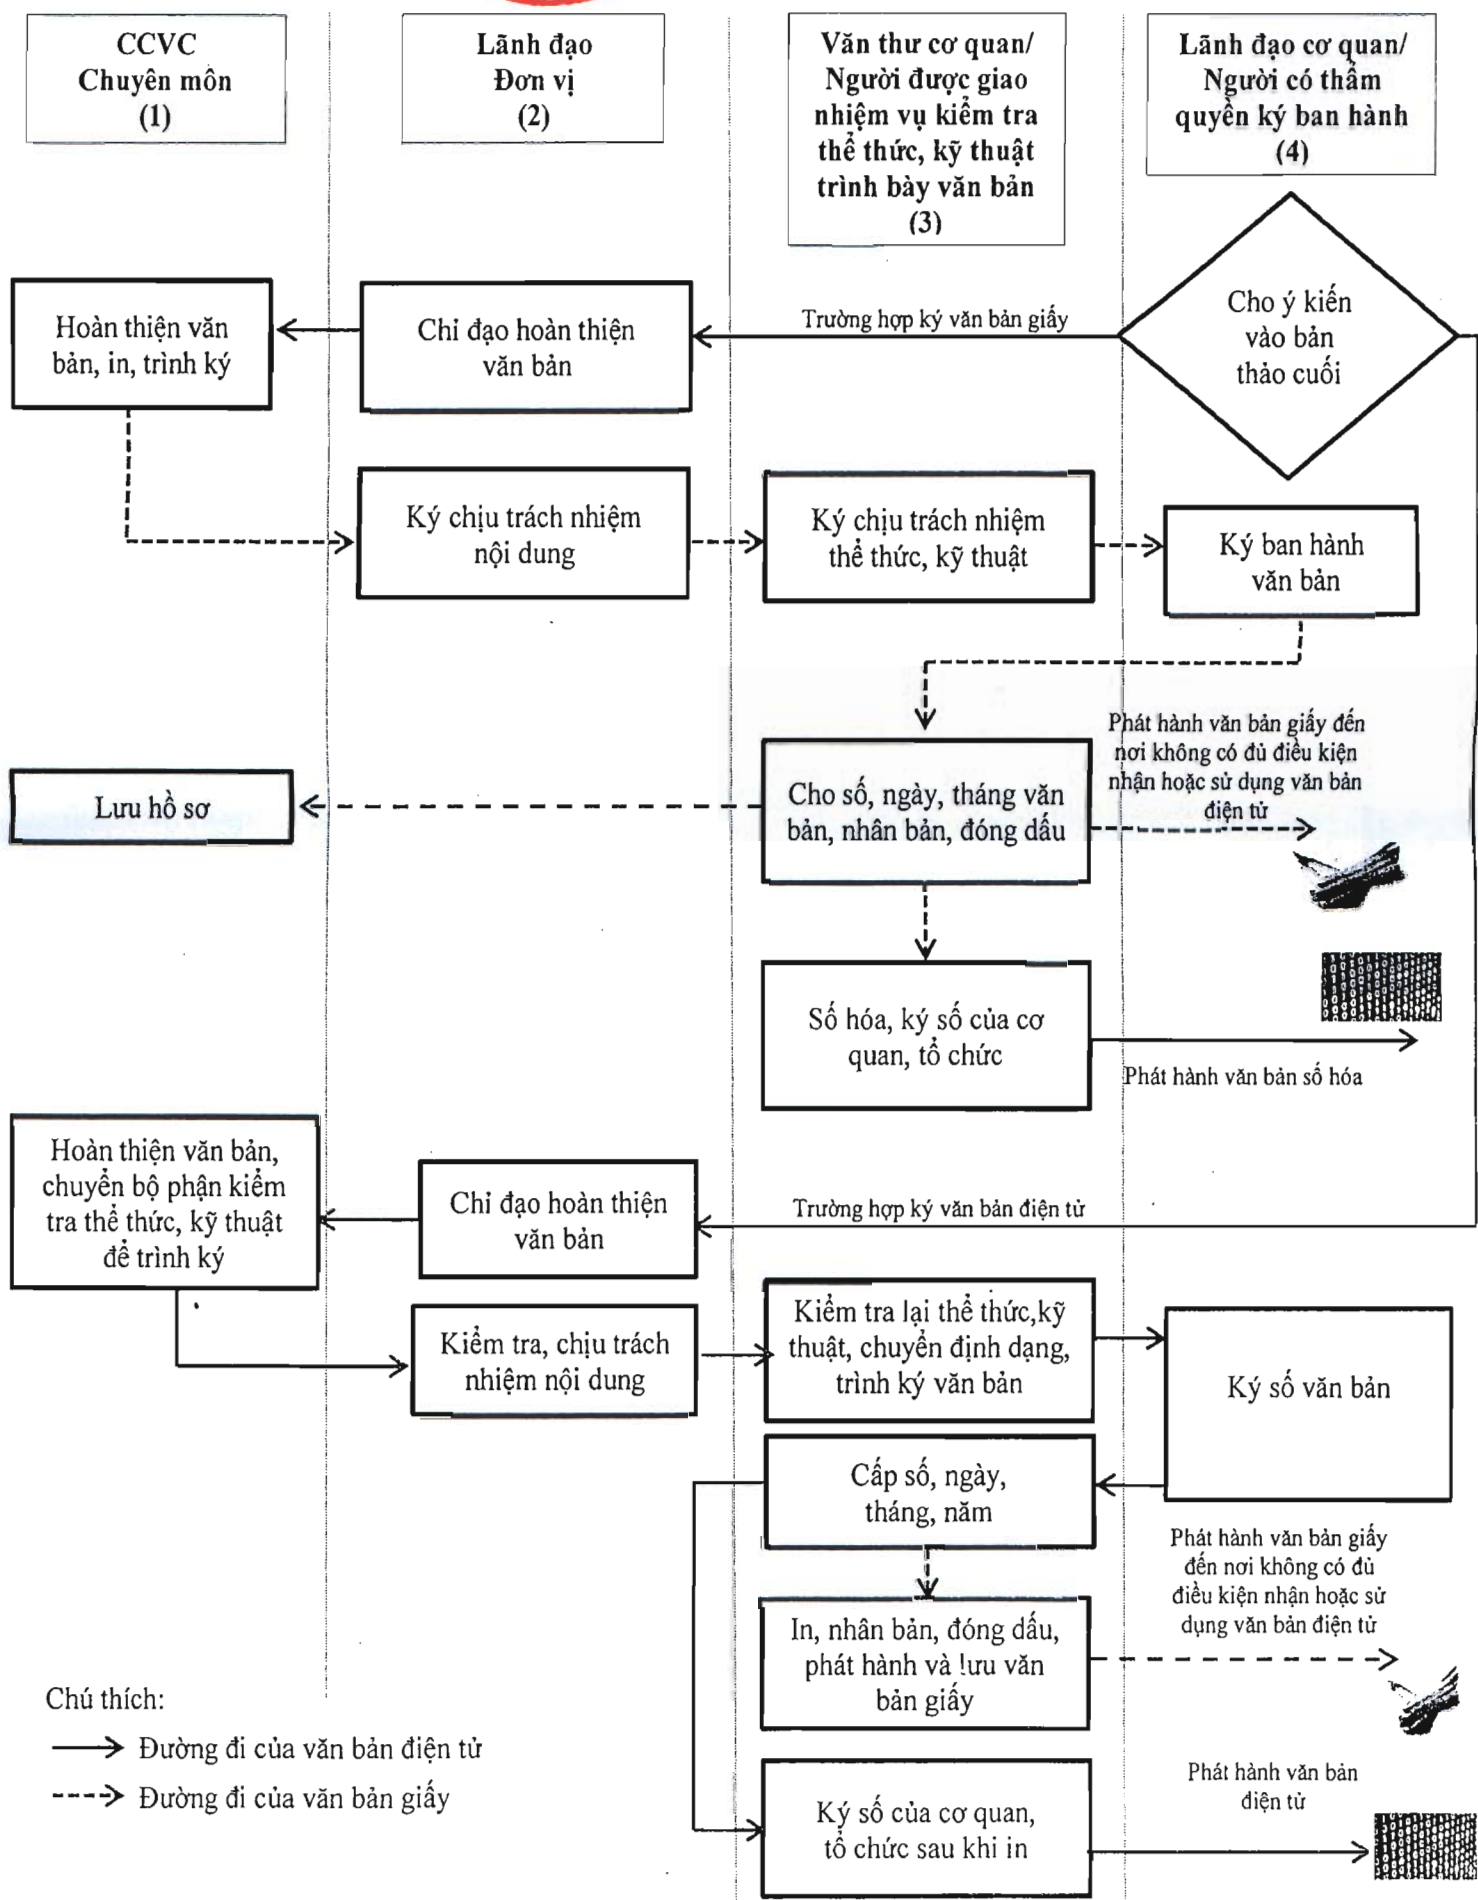 CCVC
Chuyên môn
(1)
Lãnh đạo
Đơn vị
(2)
Văn thư cơ quan/
Người được giao
nhiệm vụ kiểm tra
thể thức, kỹ thuật
trình bày văn bản
(3)
Lãnh đạo cơ quan/
Người có thẩm
quyền ký ban hành
(4)
Cho ý kiến
vào bản
thảo cuối
Trường hợp ký văn bản giấy
Chỉ đạo hoàn thiện
văn bản
Hoàn thiện văn
bản, in, trình ký
Ký chịu trách nhiệm
nội dung
Ký chịu trách nhiệm
thể thức, kỹ thuật
Ký ban hành
văn bản
Cho số, ngày, tháng văn
bản, nhân bản, đóng dấu
Phát hành văn bản giấy đến
nơi không có đủ điều kiện
nhận hoặc sử dụng văn bản
điện tử
Lưu hồ sơ
Số hóa, ký số của cơ
quan, tổ chức
Phát hành văn bản số hóa
Trường hợp ký văn bản điện tử
Chỉ đạo hoàn thiện
văn bản
Hoàn thiện văn bản,
chuyển bộ phận kiểm
tra thể thức, kỹ thuật
để trình ký
Kiểm tra, chịu trách
nhiệm nội dung
Kiểm tra lại thể thức,kỹ
thuật, chuyển định dạng,
trình ký văn bản
Ký số văn bản
Cấp số, ngày,
tháng, năm
Phát hành văn bản giấy
đến nơi không có đủ
điều kiện nhận hoặc sử
dụng văn bản điện tử
In, nhân bản, đóng dấu,
phát hành và lưu văn
bản giấy
Ký số của cơ quan,
tổ chức sau khi in
Phát hành văn bản
điện tử
Chú thích:
Đường đi của văn bản điện tử
Đường đi của văn bản giấy